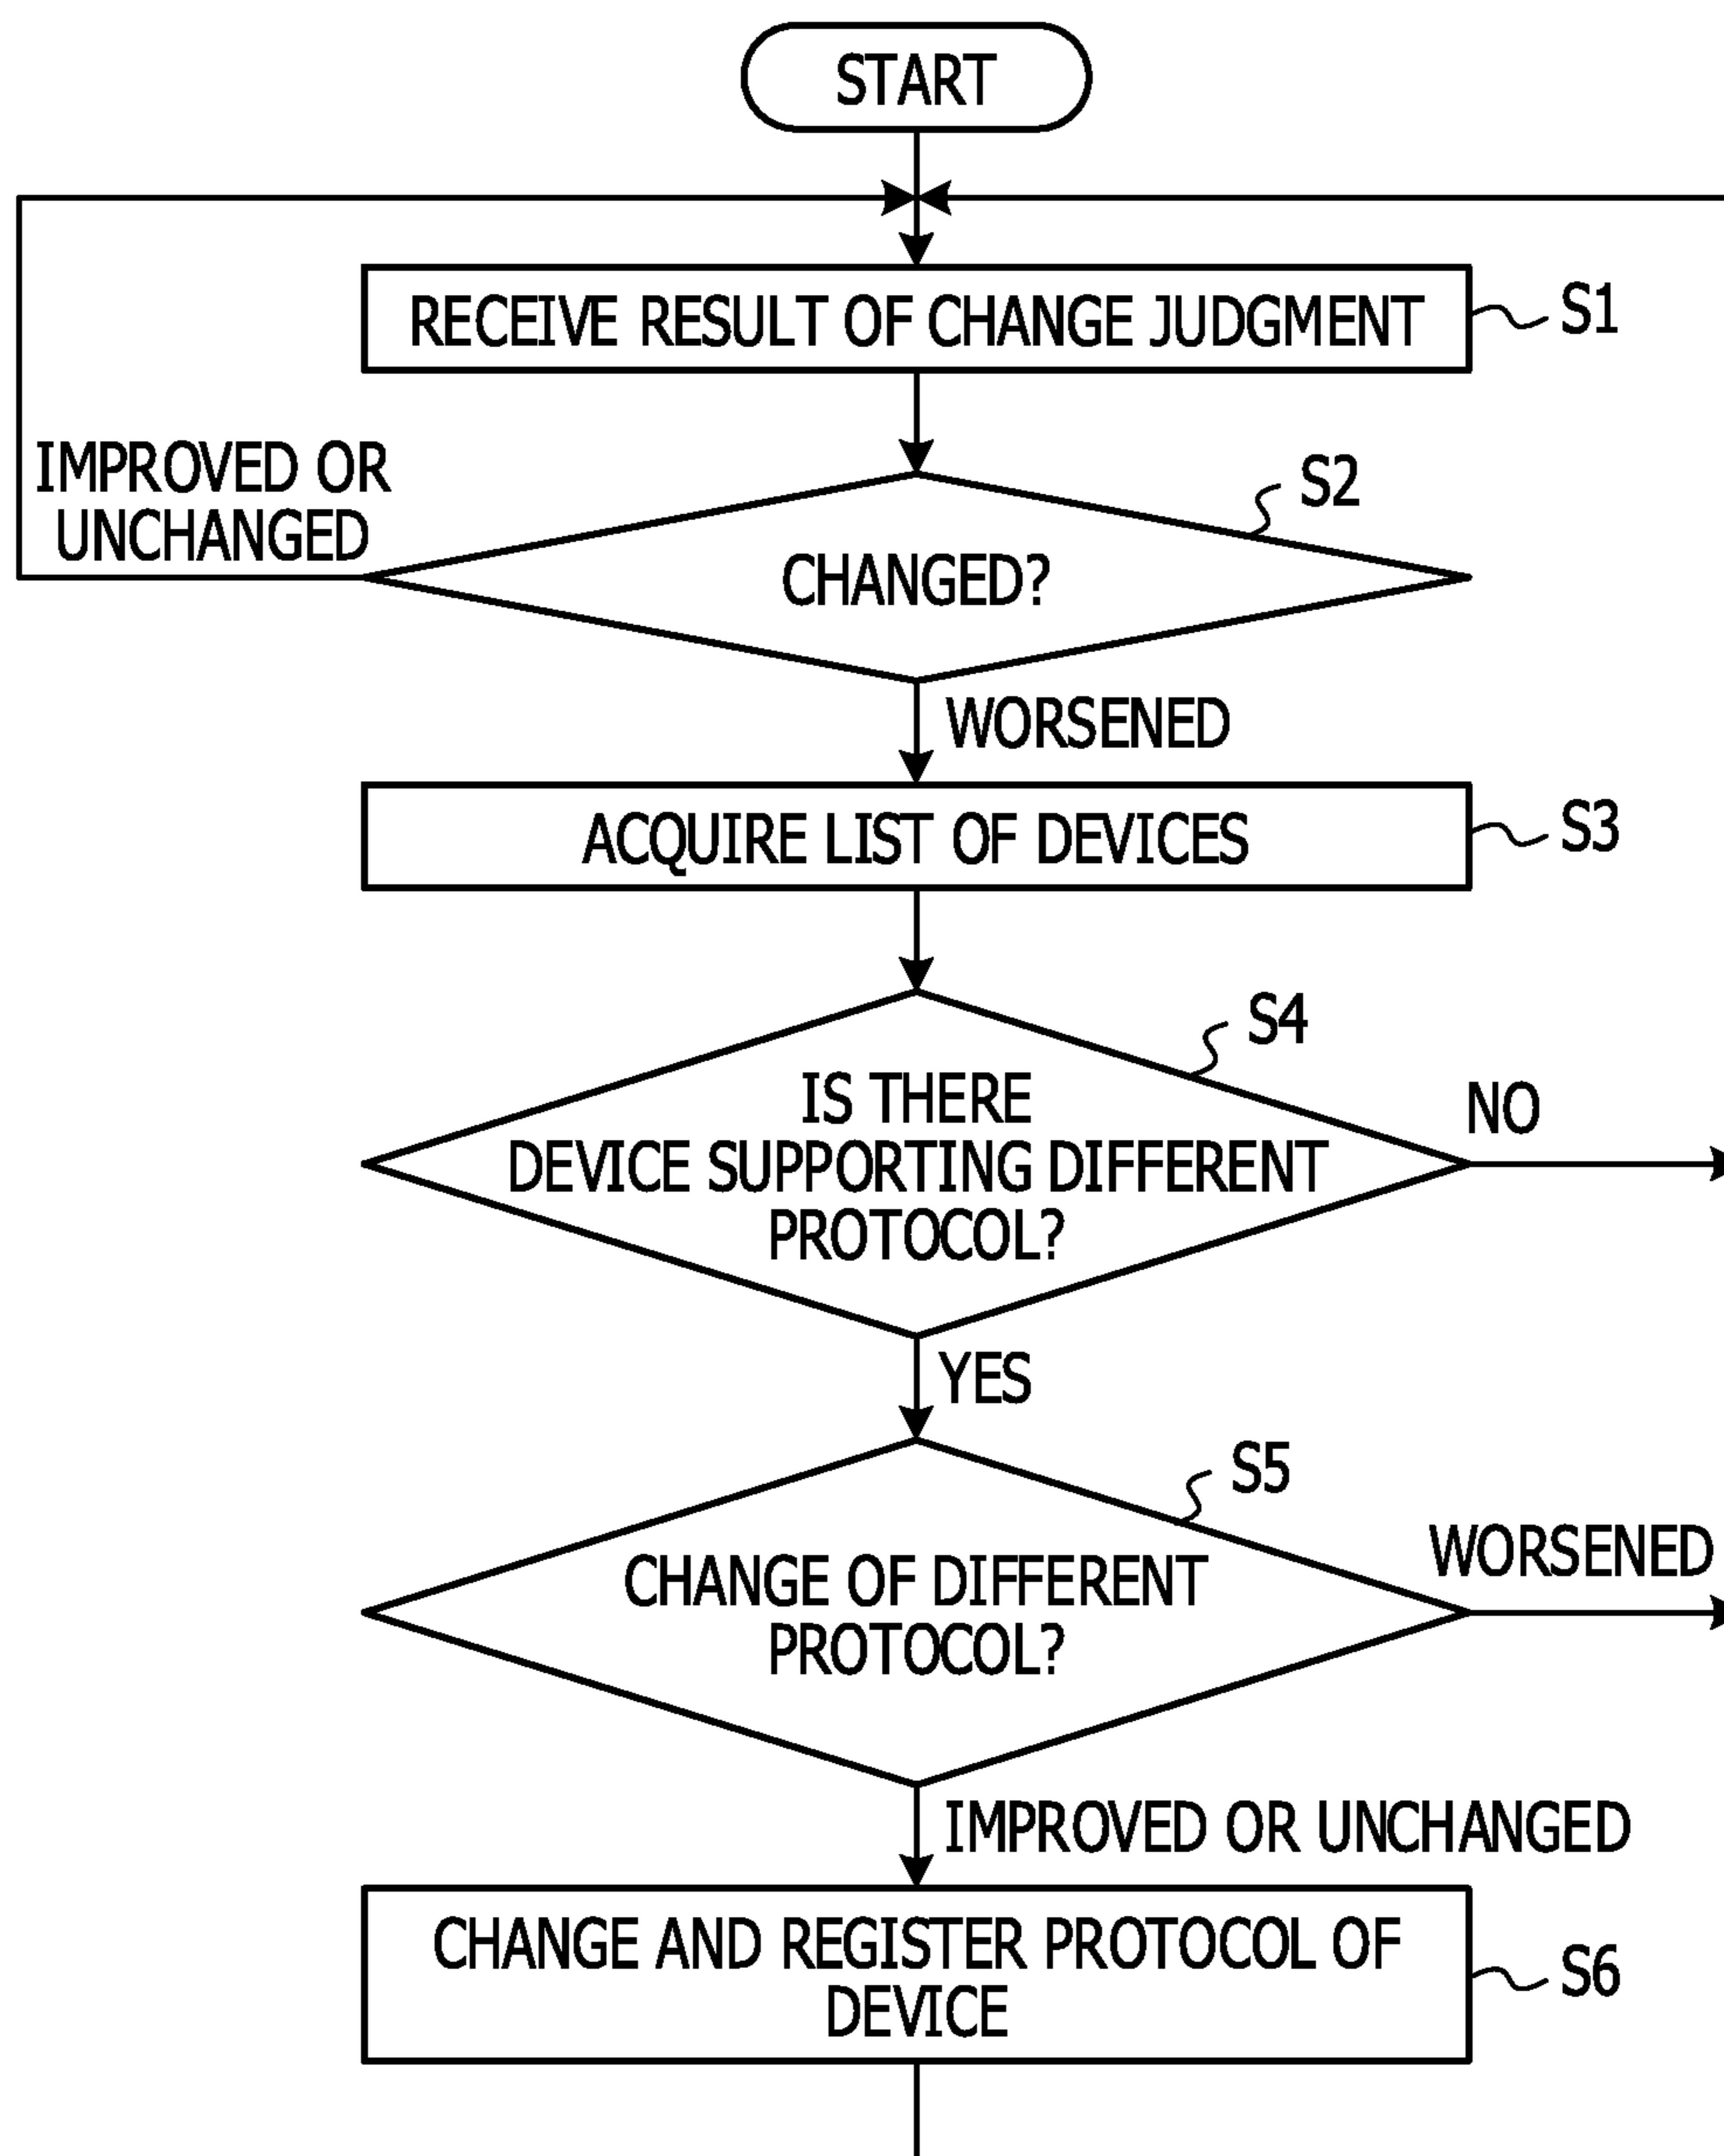 START
RECEIVE RESULT OF CHANGE JUDGMENT
S1
IMPROVED OR
UNCHANGED
S2
CHANGED?
WORSENED
ACQUIRE LIST OF DEVICES
S3
S4
IS THERE
DEVICE SUPPORTING DIFFERENT
PROTOCOL?
NO
YES
S5
CHANGE OF DIFFERENT
PROTOCOL?
WORSENED
IMPROVED OR UNCHANGED
CHANGE AND REGISTER PROTOCOL OF
DEVICE
S6